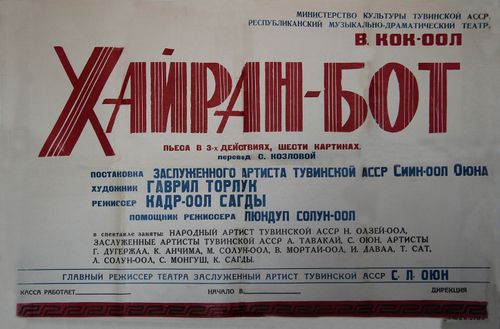 МИНИСТЕРСТВО КУЛЬТУРЫ ТУВИНСКОЙ АССР.
РЕСПУБЛИКАНСКИЙ МУЗЫКАЛЬНО-ДРАМАТИЧЕСКИЙ ТЕАТР.
В. КОК-ООЛ
ХАЙРАН-БОТ
ПЬЕСА В 3-х ДЕЙСТВИЯХ, ШЕСТИ КАРТИНАХ.
перевод С. КОЗЛОВОЙ
ПОСТАНОВКА ЗАСЛУЖЕННОГО АРТИСТА ТУВИНСКОЙ АССР СИИН-ООЛ ОЮНА
ХУДОЖНИК ГАВРИЛ ТОРЛУК
РЕЖИССЕР КАДР-ООЛ САГДЫ
ПОМОЩНИК РЕЖИССЕРА ЛЮНДУП СОЛУН-ООЛ
в спектакле заняты: НАРОДНЫЙ АРТИСТ ТУВИНСКОЙ АССР Н. ОЛЗЕЙ-ООЛ,
ЗАСЛУЖЕННЫЕ АРТИСТЫ ТУВИНСКОЙ АССР А. ТАВАКАЙ, С. ОЮН, АРТИСТЫ
Г. ДУГЕРЖАА, К. АНЧИМА, М. СОЛУН-ООЛ, В. МОРТАЙ-ООЛ, И. ДАВАА, Т. САТ,
Л. СОЛУН-ООЛ, С. МОНГУШ, К. САГДЫ.
ГЛАВНЫЙ РЕЖИССЕР ТЕАТРА ЗАСЛУЖЕННЫЙ АРТИСТ ТУВИНСКОЙ АССР С. Л. ОЮН
КАССА РАБОТАЕТ НАЧАЛО В ДИРЕКЦИЯ